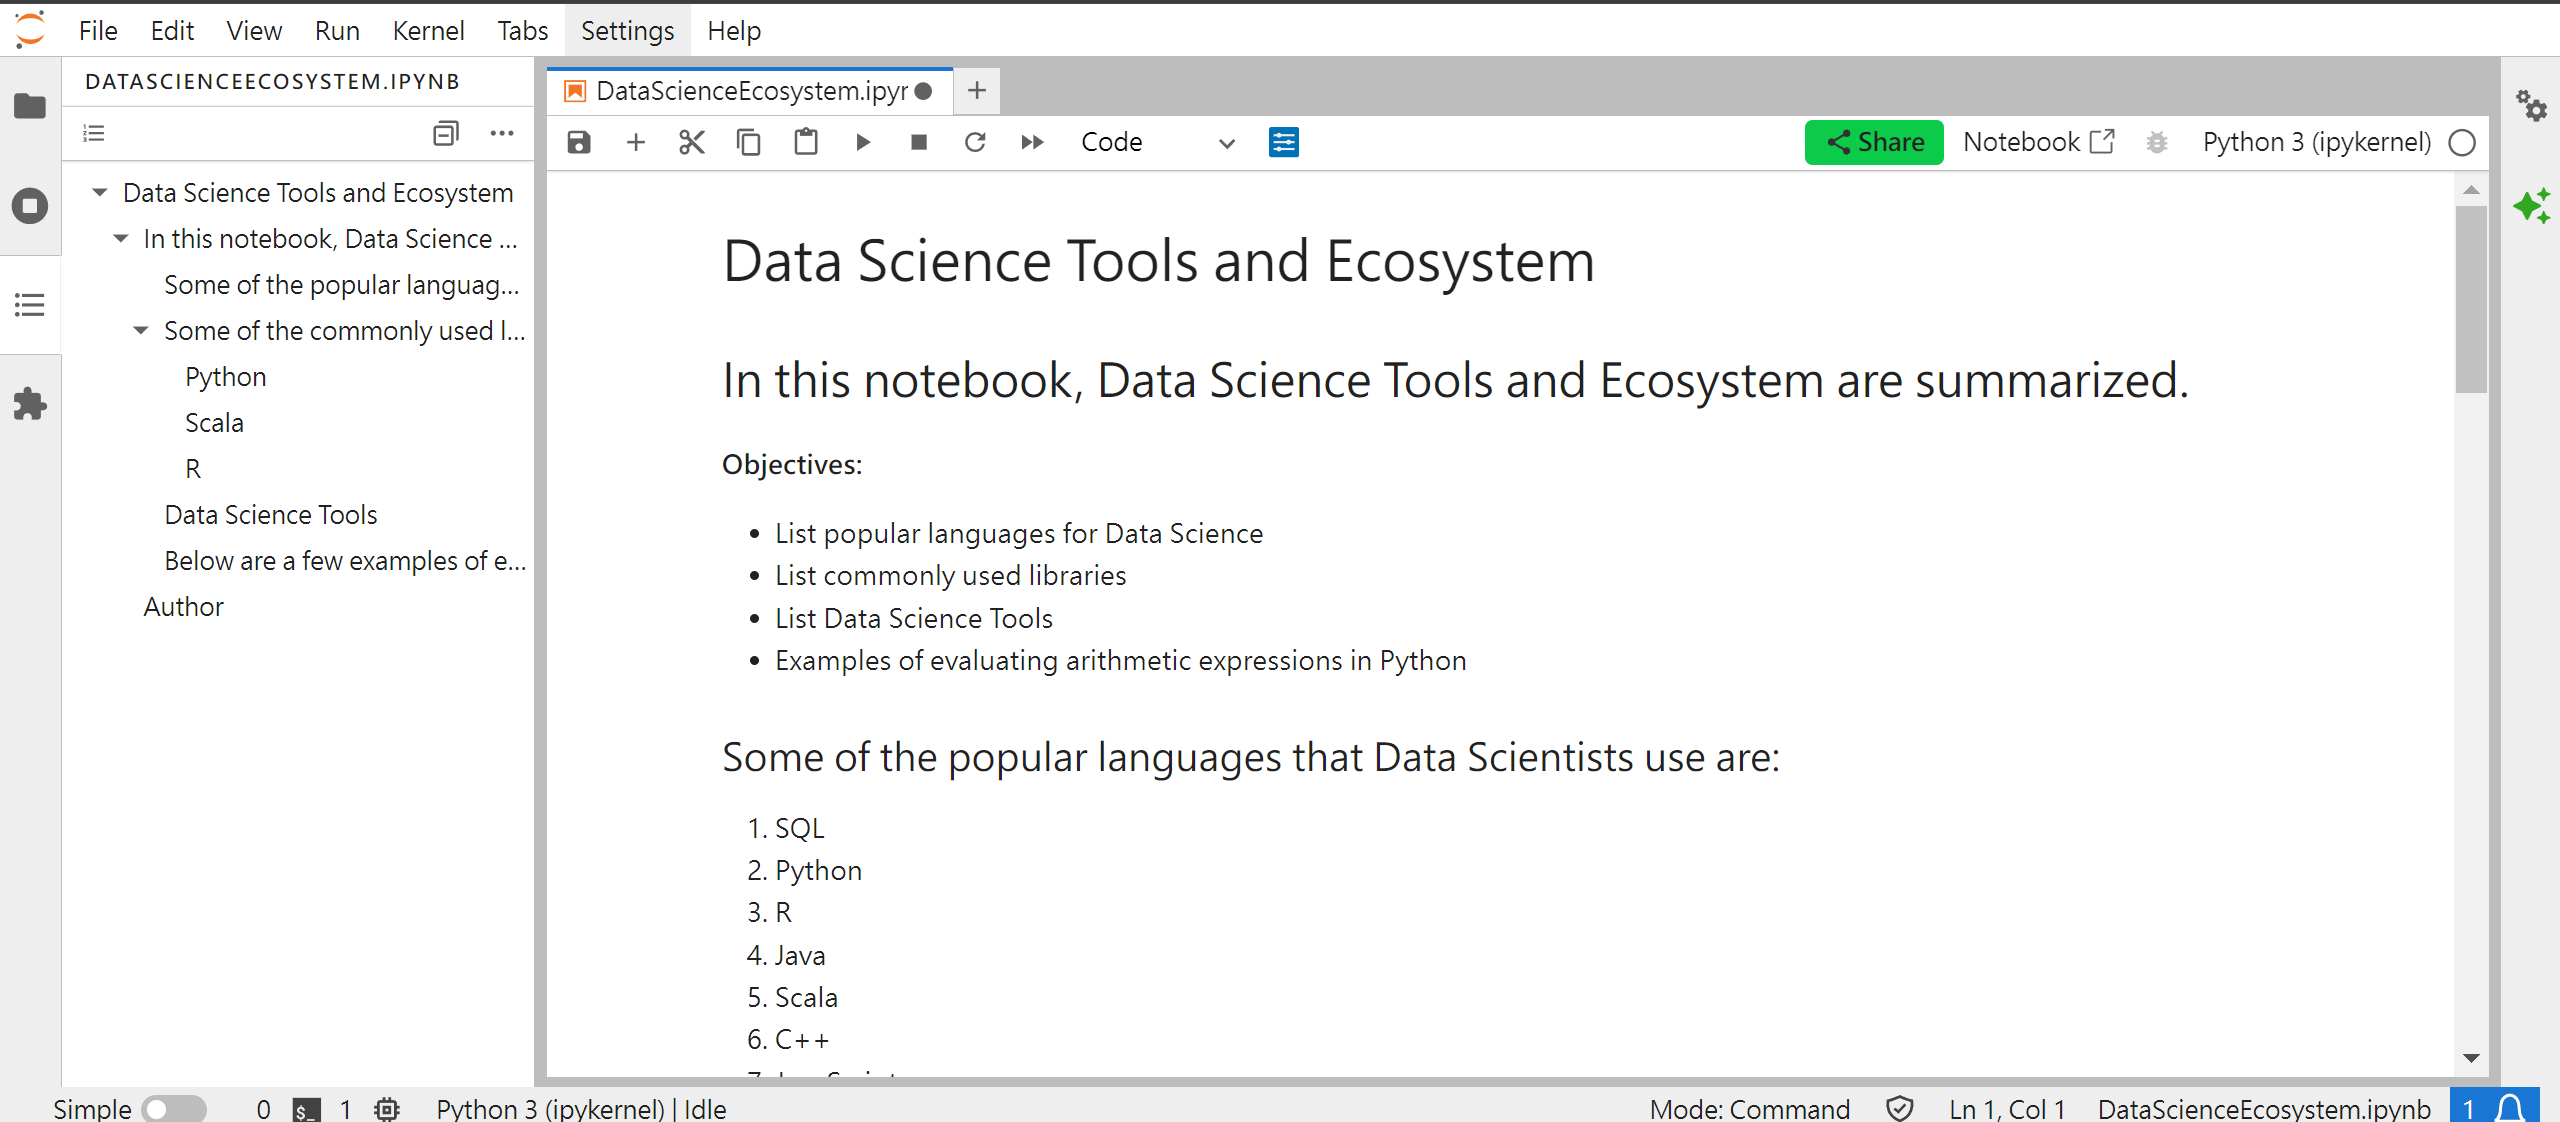 File Edit View Run Kernel Tabs Settings Help
DATASCIENCEECOSYSTEM.IPYNB
Data Science Tools and Ecosystem
In this notebook, Data Science ...
Some of the popular languag...
Some of the commonly used l...
Python
Scala
R
Data Science Tools
Below are a few examples of e...
Author
DataScienceEcosystem.ipyr
Code
Share Notebook Python 3 (ipykernel)
Data Science Tools and Ecosystem
In this notebook, Data Science Tools and Ecosystem are summarized.
Objectives:
• List popular languages for Data Science
• List commonly used libraries
• List Data Science Tools
• Examples of evaluating arithmetic expressions in Python
Some of the popular languages that Data Scientists use are:
1. SQL
2. Python
3. R
4. Java
5. Scala
6. C++
Simple 0 $_ 1 Python 3 (ipykernel) | Idle Mode: Command Ln 1, Col 1 DataScienceEcosystem.ipynb 1